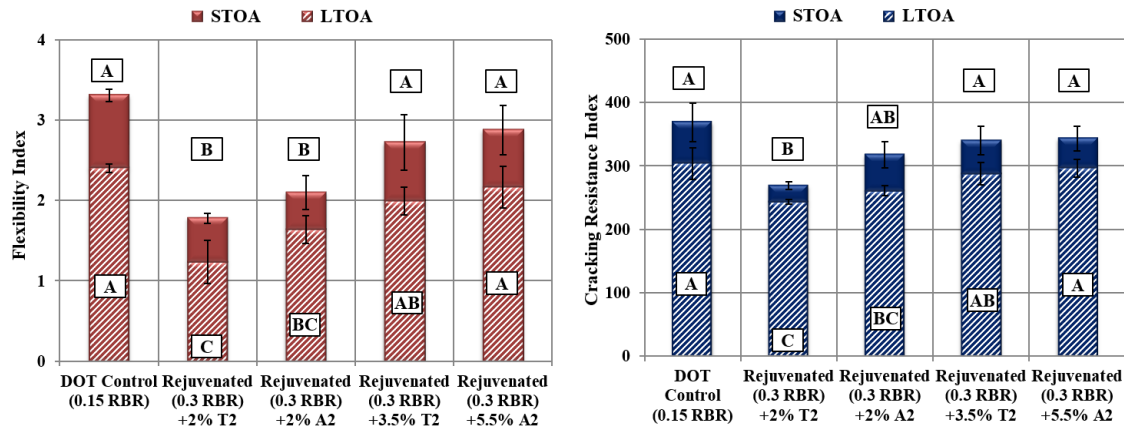 STOA LTOA
Flexibility Index
4
3
2
1
0
A
B
B
A
A
A
C
BC
AB
A
DOT Control
(0.15 RBR)
Rejuvenated
(0.3 RBR)
+2% T2
Rejuvenated
(0.3 RBR)
+2% A2
Rejuvenated
(0.3 RBR)
+3.5% T2
Rejuvenated
(0.3 RBR)
+5.5% A2
STOA LTOA
Cracking Resistance Index
500
400
300
200
100
0
A
B
AB
A
A
A
C
BC
AB
A
DOT
Control
(0.15 RBR)
Rejuvenated
(0.3 RBR)
+2% T2
Rejuvenated
(0.3 RBR)
+2% A2
Rejuvenated
(0.3 RBR)
+3.5% T2
Rejuvenated
(0.3 RBR)
+5.5% A2